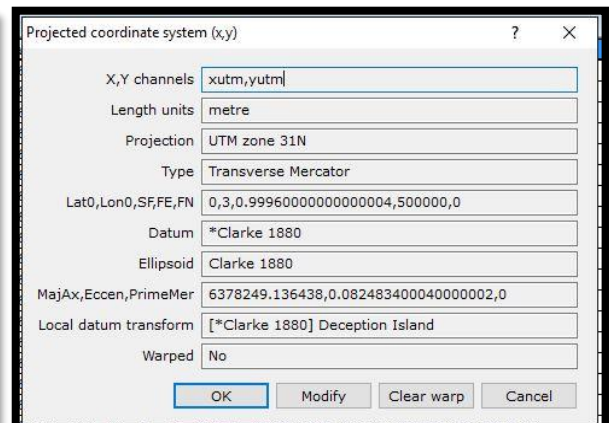 Projected coordinate system (x,y) ? ×
X,Y channels xutm,yutm
Length units metre
Projection UTM zone 31N
Type Transverse Mercator
Lat0,Lon0,SF,FE,FN 0,3,0.99960000000000004,500000,0
Datum *Clarke 1880
Ellipsoid Clarke 1880
MajAx,Eccen,PrimeMer 6378249.136438,0.082483400040000002,0
Local datum transform [*Clarke 1880] Deception Island
Warped No
OK Modify Clear warp Cancel